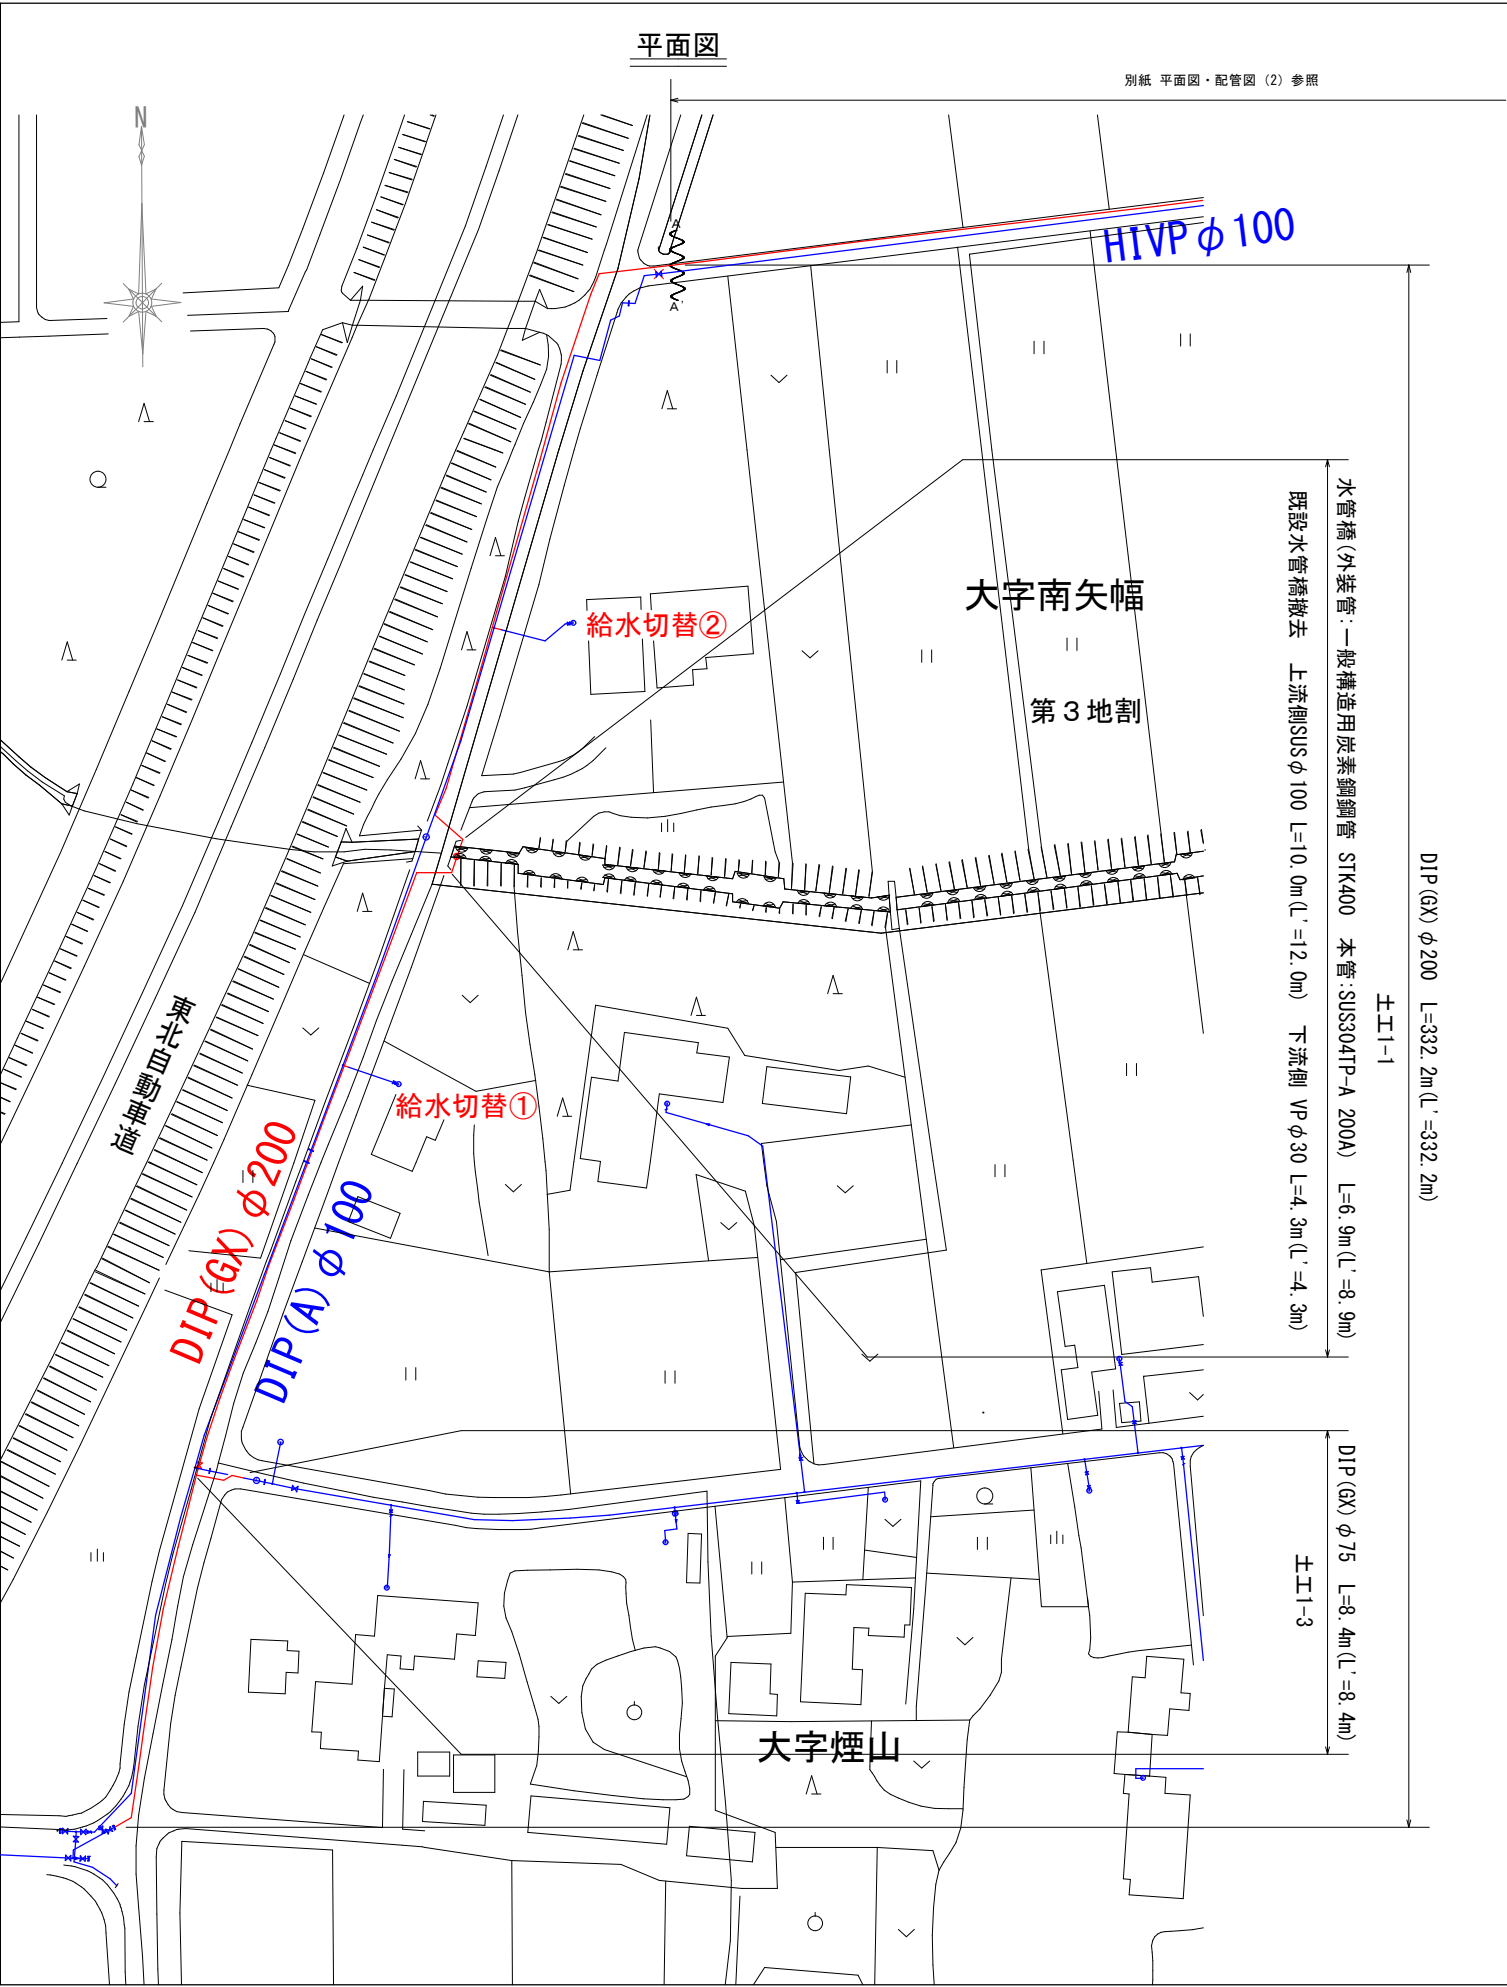 平面図
別紙 平面図・配管図（2）参照
N
HIVPφ100
A
A'
DIP(GX)φ200 L=332.2m(L'=332.2m)
土工1-1
水管橋(外装管:一般構造用炭素鋼鋼管 STK400 本管:SUS304TP-A 200A) L=6.9m(L'=8.9m)
既設水管橋撤去 上流側SUSφ100 L=10.0m(L'=12.0m) 下流側 VPφ30 L=4.3m(L'=4.3m)
大字南矢幅
給水切替②
第３地割
東北自動車道
給水切替①
DIP(GX)φ200
DIP(A)φ100
DIP(GX)φ75 L=8.4m(L'=8.4m)
土工1-3
大字煙山